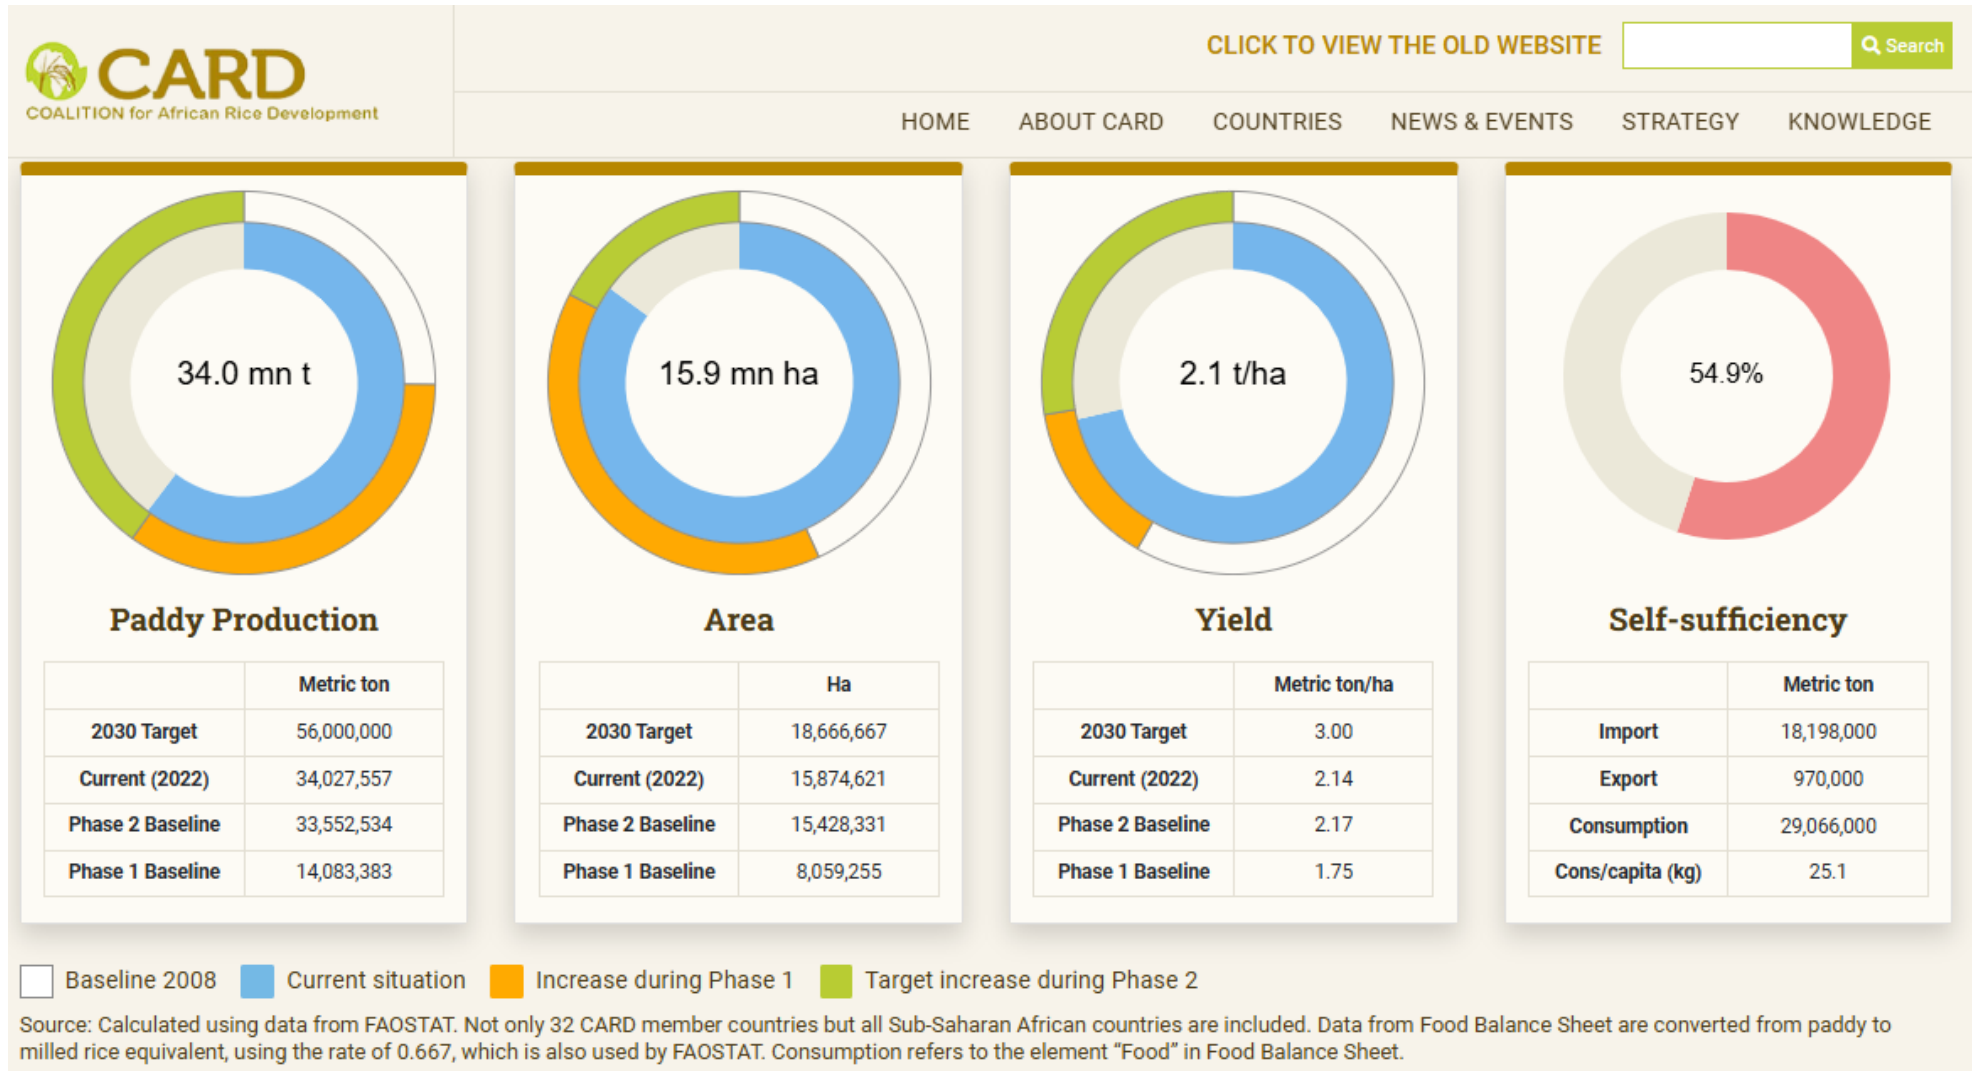 CARD
COALITION for African Rice Development
CLICK TO VIEW THE OLD WEBSITE
Search
HOME
ABOUT CARD
COUNTRIES
NEWS & EVENTS
STRATEGY
KNOWLEDGE
34.0 mn t
Paddy Production
Metric ton
2030 Target 56,000,000
Current (2022) 34,027,557
Phase 2 Baseline 33,552,534
Phase 1 Baseline 14,083,383
15.9 mn ha
Area
Ha
2030 Target 18,666,667
Current (2022) 15,874,621
Phase 2 Baseline 15,428,331
Phase 1 Baseline 8,059,255
2.1 t/ha
Yield
Metric ton/ha
2030 Target 3.00
Current (2022) 2.14
Phase 2 Baseline 2.17
Phase 1 Baseline 1.75
54.9%
Self-sufficiency
Metric ton
Import 18,198,000
Export 970,000
Consumption 29,066,000
Cons/capita (kg) 25.1
Baseline 2008
Current situation
Increase during Phase 1
Target increase during Phase 2
Source: Calculated using data from FAOSTAT. Not only 32 CARD member countries but all Sub-Saharan African countries are included. Data from Food Balance Sheet are converted from paddy to
milled rice equivalent, using the rate of 0.667, which is also used by FAOSTAT. Consumption refers to the element “Food” in Food Balance Sheet.